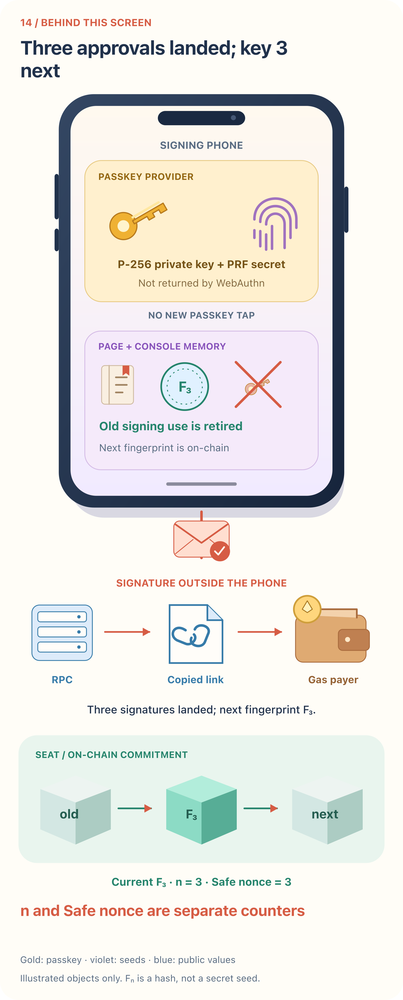 14 / BEHIND THIS SCREEN
Three approvals landed; key 3
next
SIGNING PHONE
PASSKEY PROVIDER
P-256 private key + PRF secret
Not returned by WebAuthn
NO NEW PASSKEY TAP
PAGE + CONSOLE MEMORY
F₃
Old signing use is retired
Next fingerprint is on-chain
SIGNATURE OUTSIDE THE PHONE
RPC
Copied link
Gas payer
Three signatures landed; next fingerprint F₃.
SEAT / ON-CHAIN COMMITMENT
old
F₃
next
Current F₃ · n = 3 · Safe nonce = 3
n and Safe nonce are separate counters
Gold: passkey · violet: seeds · blue: public values
Illustrated objects only. Fₙ is a hash, not a secret seed.